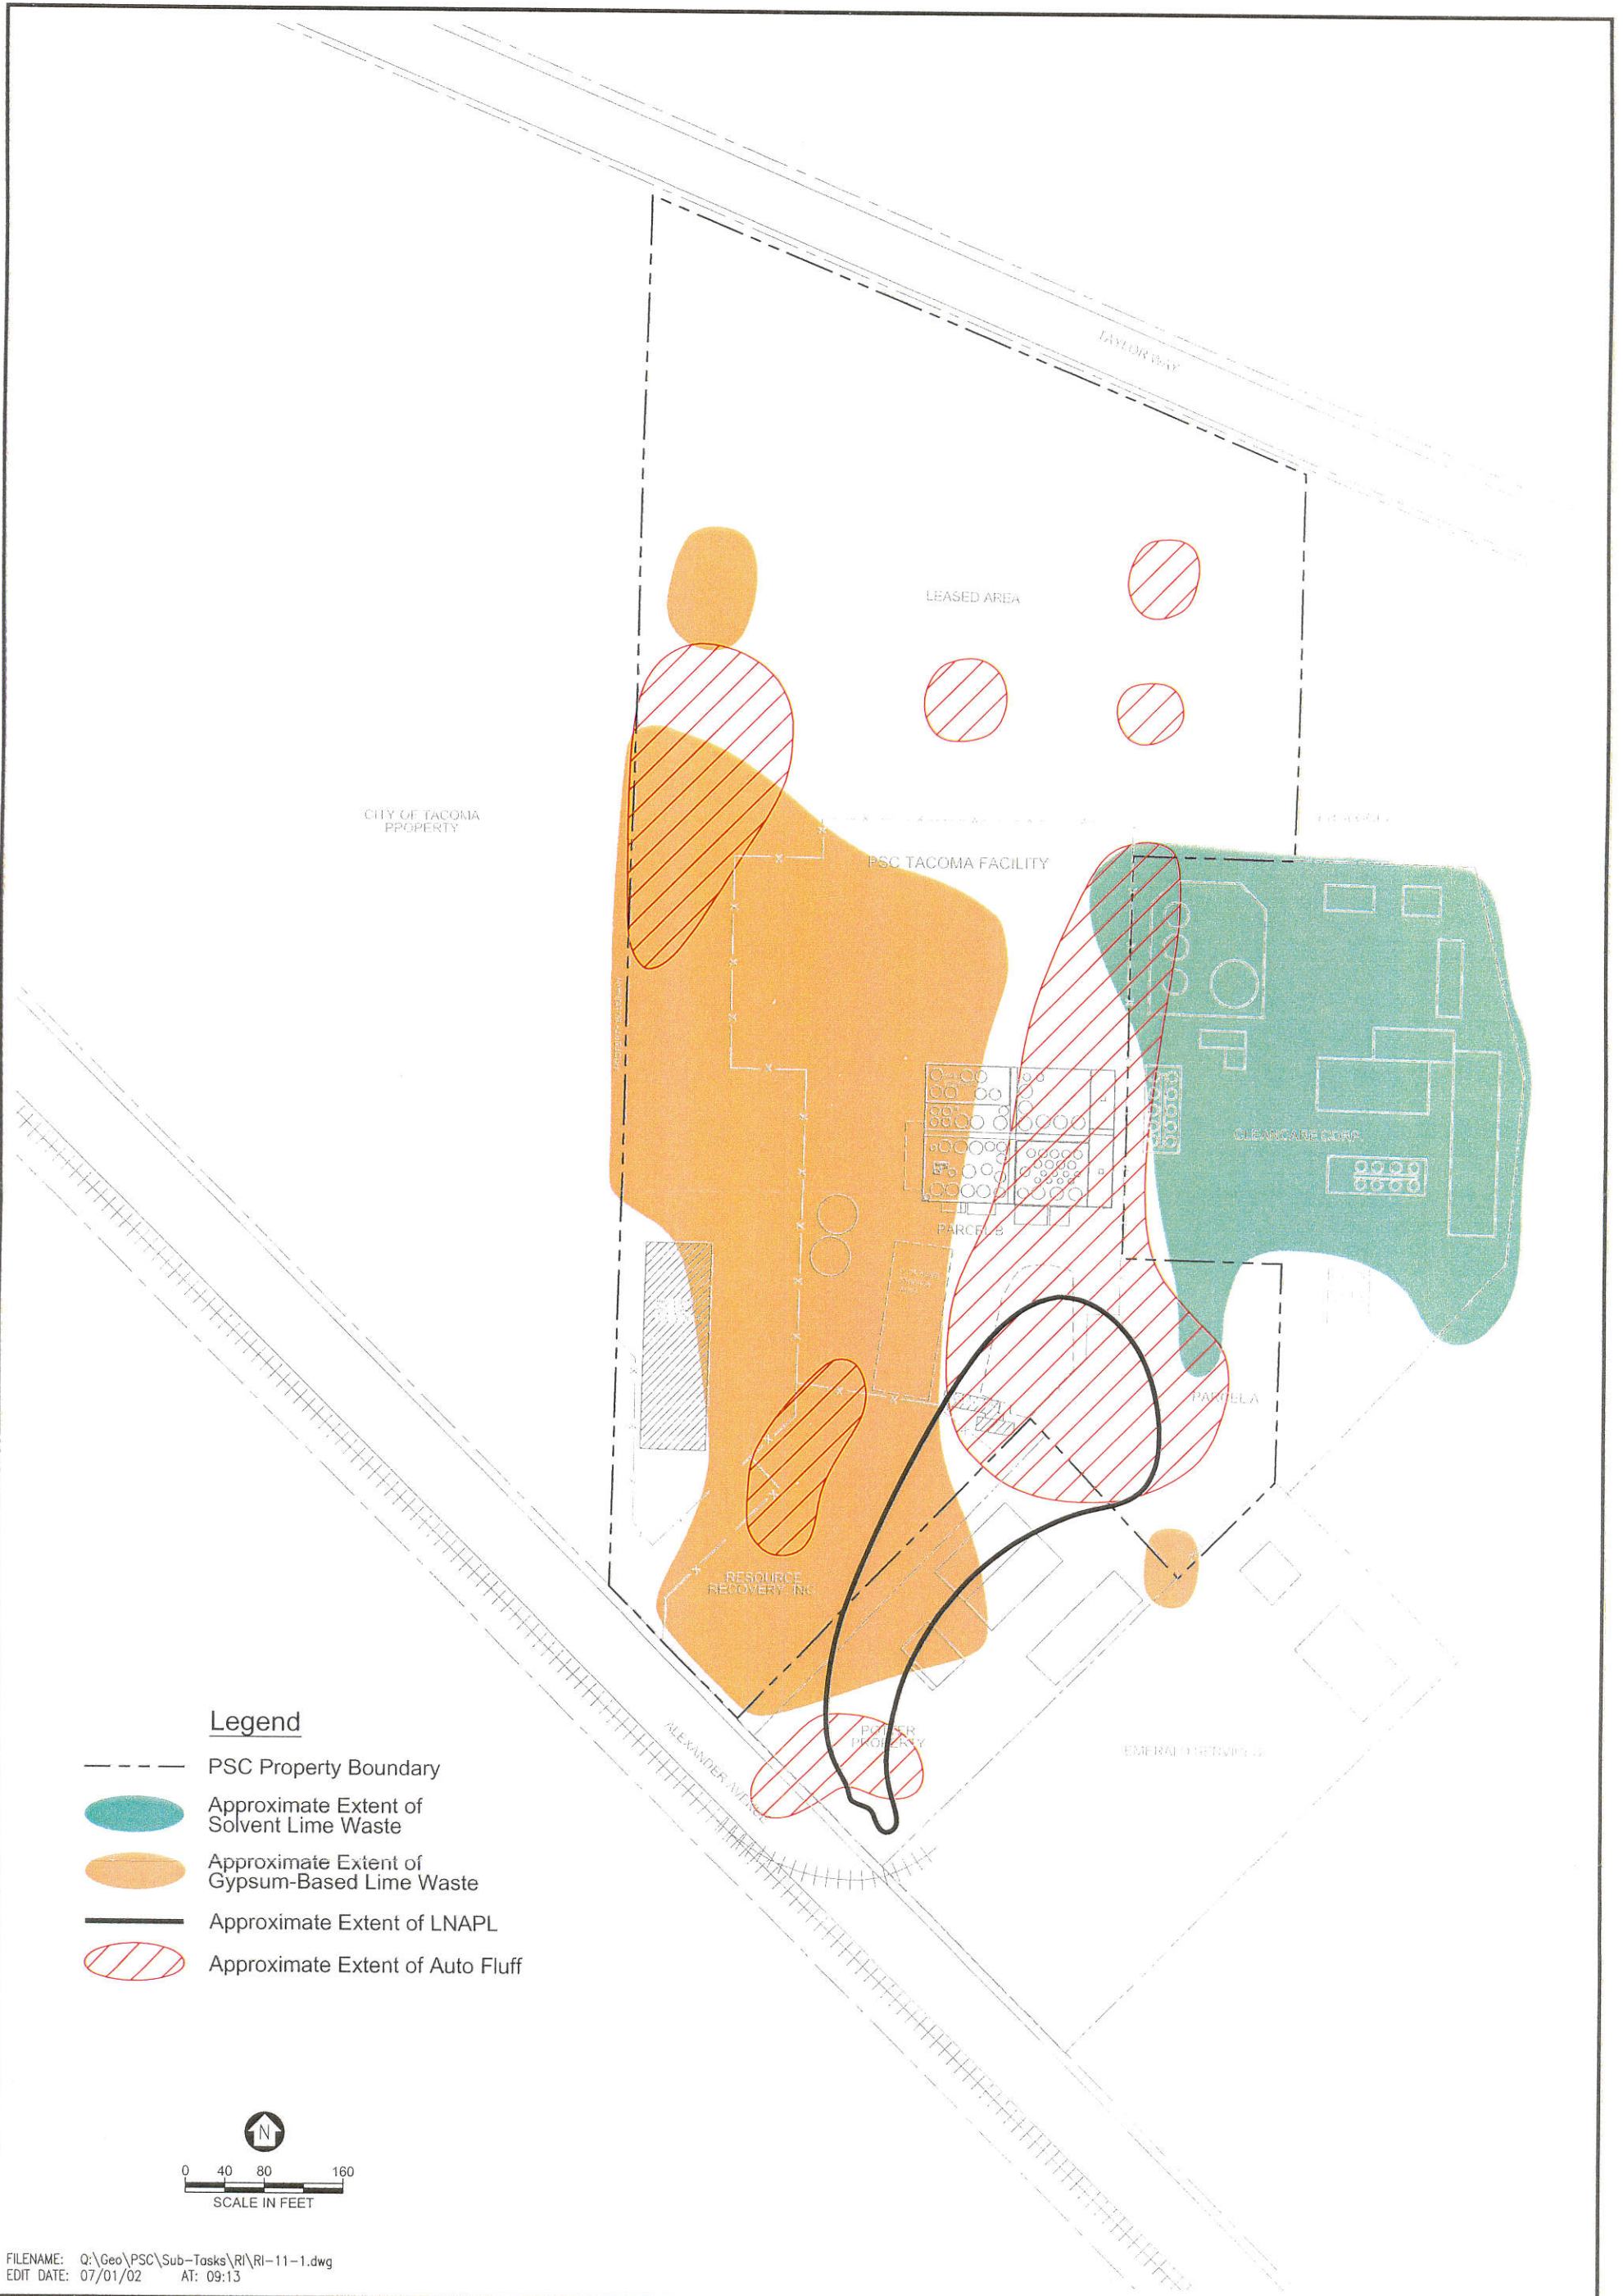 TAYLOR WAY
LEASED AREA
CITY OF TACOMA
PROPERTY
PSC TACOMA FACILITY
CLEANCARE CORP.
PARCEL B
PARCEL A
RESOURCE
RECOVERY, INC
POTTER
PROPERTY
ALEXANDER AVENUE
EMERALD SERVICES
Legend
PSC Property Boundary
Approximate Extent of
Solvent Lime Waste
Approximate Extent of
Gypsum-Based Lime Waste
Approximate Extent of LNAPL
Approximate Extent of Auto Fluff
N
0 40 80 160
SCALE IN FEET
FILENAME: Q:\Geo\PSC\Sub-Tasks\RI\RI-11-1.dwg
EDIT DATE: 07/01/02 AT: 09:13